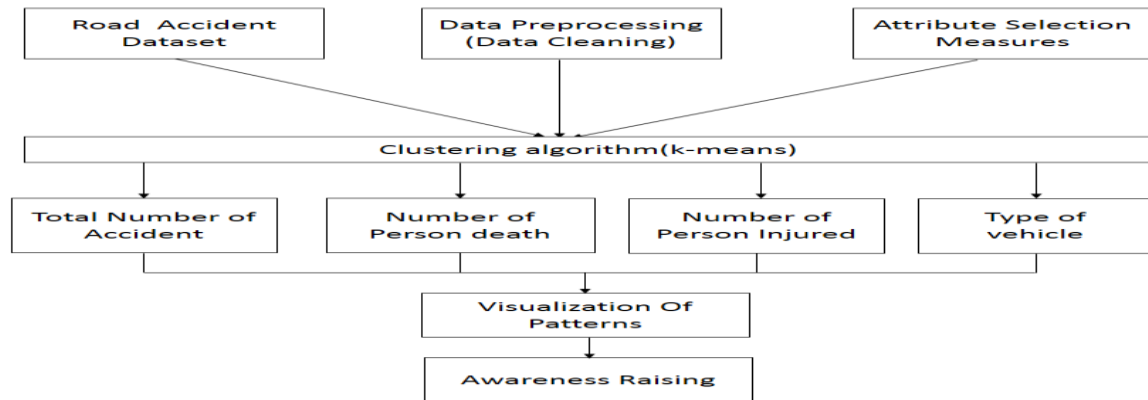 Road Accident
Dataset
Data Preprocessing
(Data Cleaning)
Attribute Selection
Measures
Clustering algorithm(k-means)
Total Number of
Accident
Number of
Person death
Number of
Person Injured
Type of
vehicle
Visualization Of
Patterns
Awareness Raising